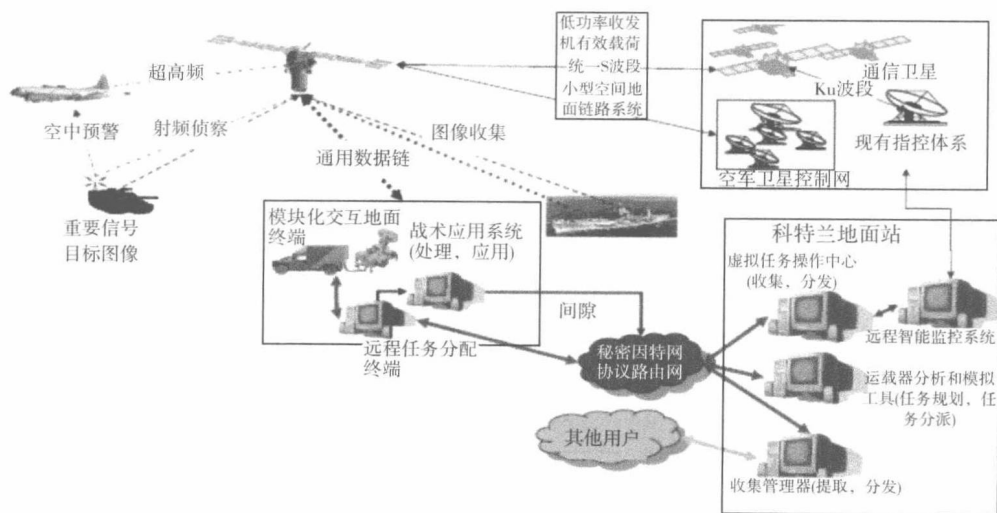 超高频
空中预警
射频侦察
重要信号
目标图像
通用数据链
图像收集
低功率收发
机有效载荷
统一S波段
小型空间地
面链路系统
通信卫星
Ku波段
现有指控体系
空军卫星控制网
模块化交互地面
终端
战术应用系统
(处理、应用)
远程任务分配
终端
间隙
秘密因特网
协议路由网
其他用户
科特兰地面站
虚拟任务操作中心
(收集、分发)
远程智能监控系统
运载器分析和模拟
工具(任务规划、任
务分派)
收集管理器(提取、分发)